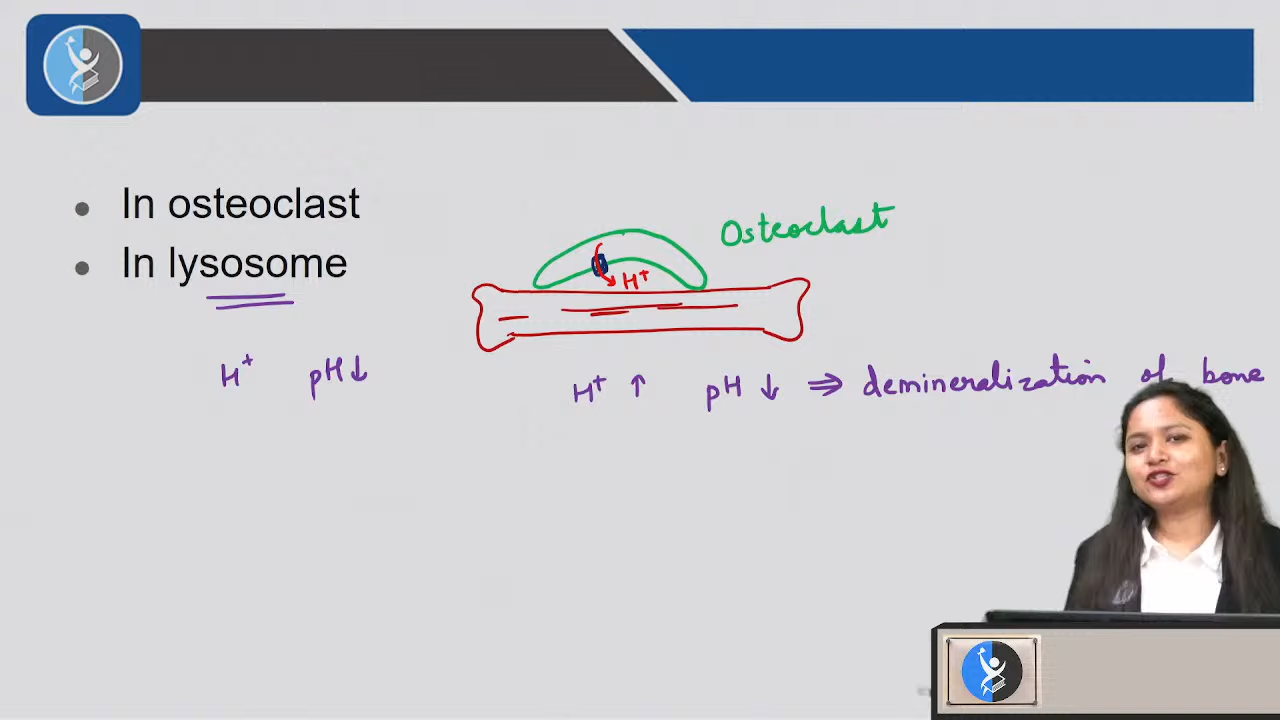 In osteoclast
In lysosome
Osteoclast
H⁺
H⁺ pH↓
H⁺ ↑ pH ↓ ⇒ demineralization of bone